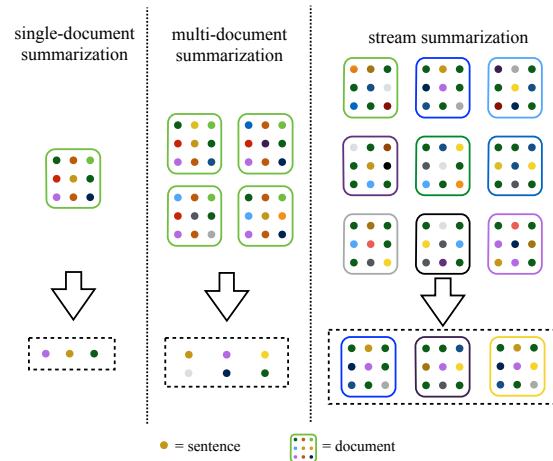 single-document
summarization
multi-document
summarization
stream summarization
= sentence
= document